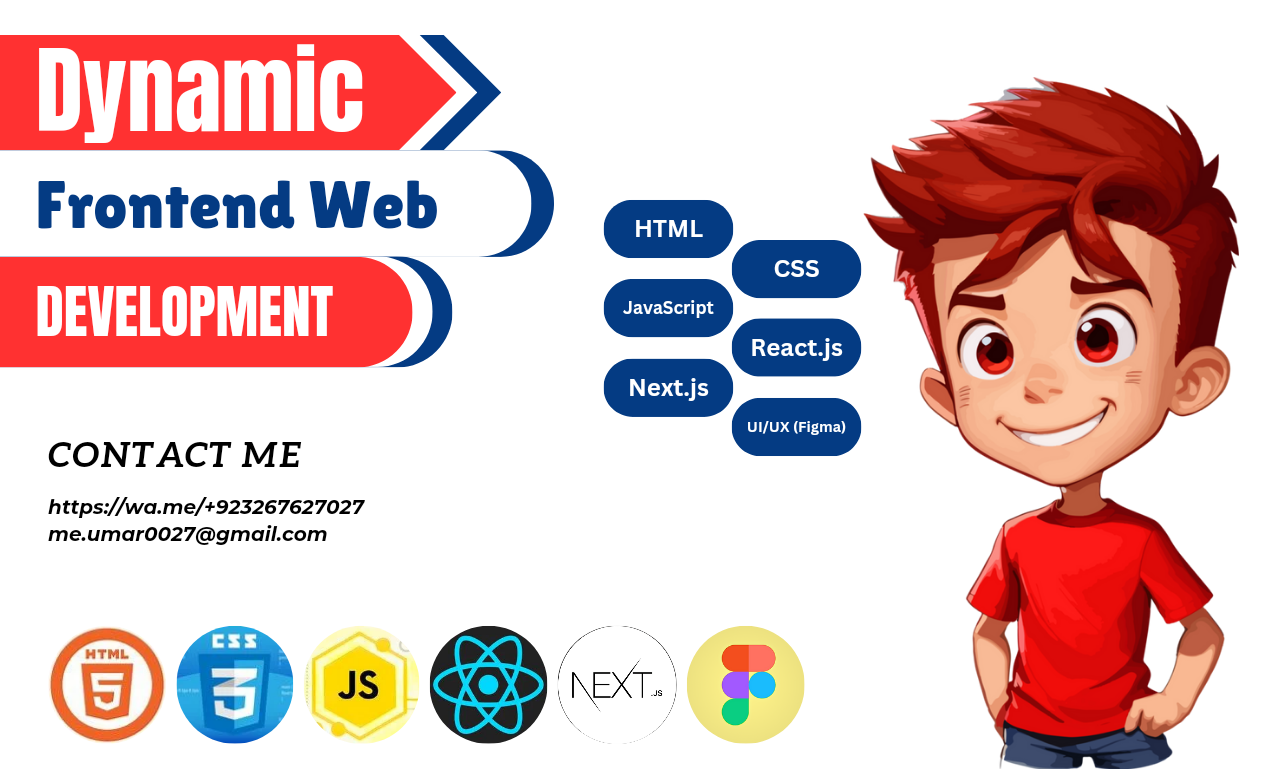 Dynamic
Frontend Web
DEVELOPMENT
HTML
CSS
JavaScript
React.js
Next.js
UI/UX (Figma)
CONTACT ME
https://wa.me/+923267627027
me.umar0027@gmail.com
HTML
5
CSS
3
JS
NEXT.JS